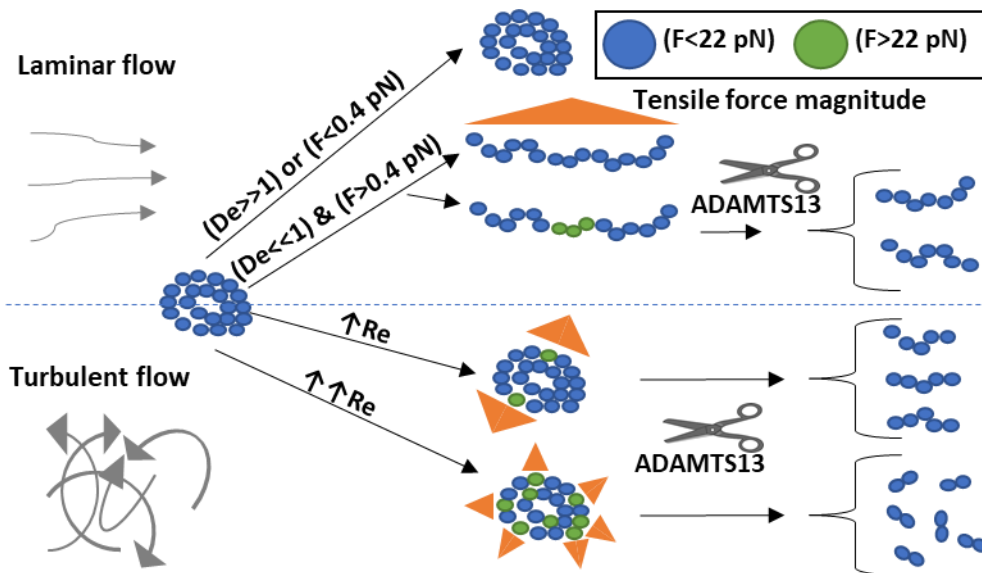 (F<22 pN)
(F>22 pN)
Laminar flow
Tensile force magnitude
(De>>1) or (F<0.4 pN)
(De<<1) & (F>0.4 pN)
ADAMTS13
↑Re
Turbulent flow
↑↑Re
ADAMTS13